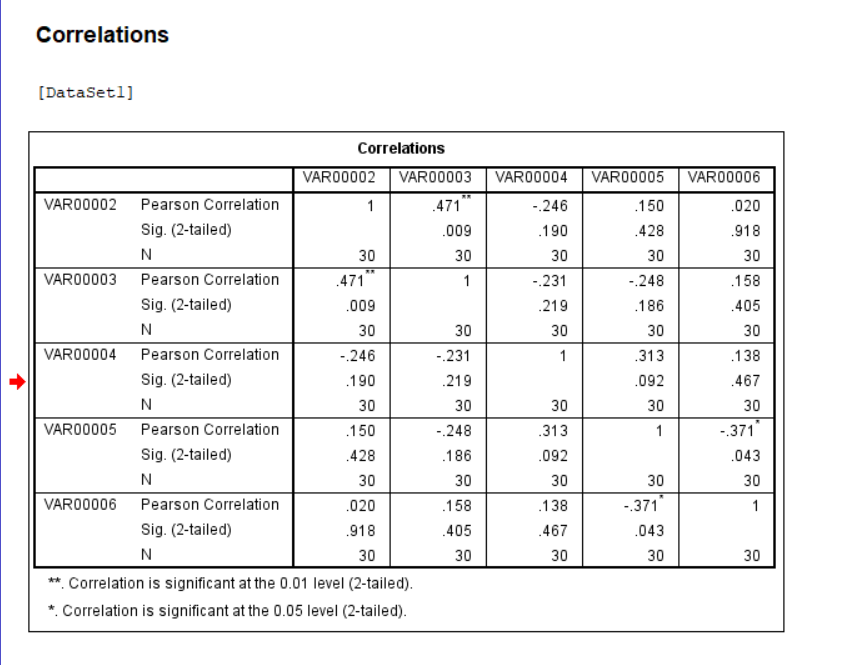 Correlations
[DataSet1]
Correlations
VAR00002 VAR00003 VAR00004 VAR00005 VAR00006
VAR00002 Pearson Correlation 1 .471** -.246 .150 .020
Sig. (2-tailed) .009 .190 .428 .918
N 30 30 30 30 30
VAR00003 Pearson Correlation .471** 1 -.231 -.248 .158
Sig. (2-tailed) .009 .219 .186 .405
N 30 30 30 30 30
VAR00004 Pearson Correlation -.246 -.231 1 .313 .138
Sig. (2-tailed) .190 .219 .092 .467
N 30 30 30 30 30
VAR00005 Pearson Correlation .150 -.248 .313 1 -.371*
Sig. (2-tailed) .428 .186 .092 .043
N 30 30 30 30 30
VAR00006 Pearson Correlation .020 .158 .138 -.371* 1
Sig. (2-tailed) .918 .405 .467 .043
N 30 30 30 30 30
**. Correlation is significant at the 0.01 level (2-tailed).
*. Correlation is significant at the 0.05 level (2-tailed).